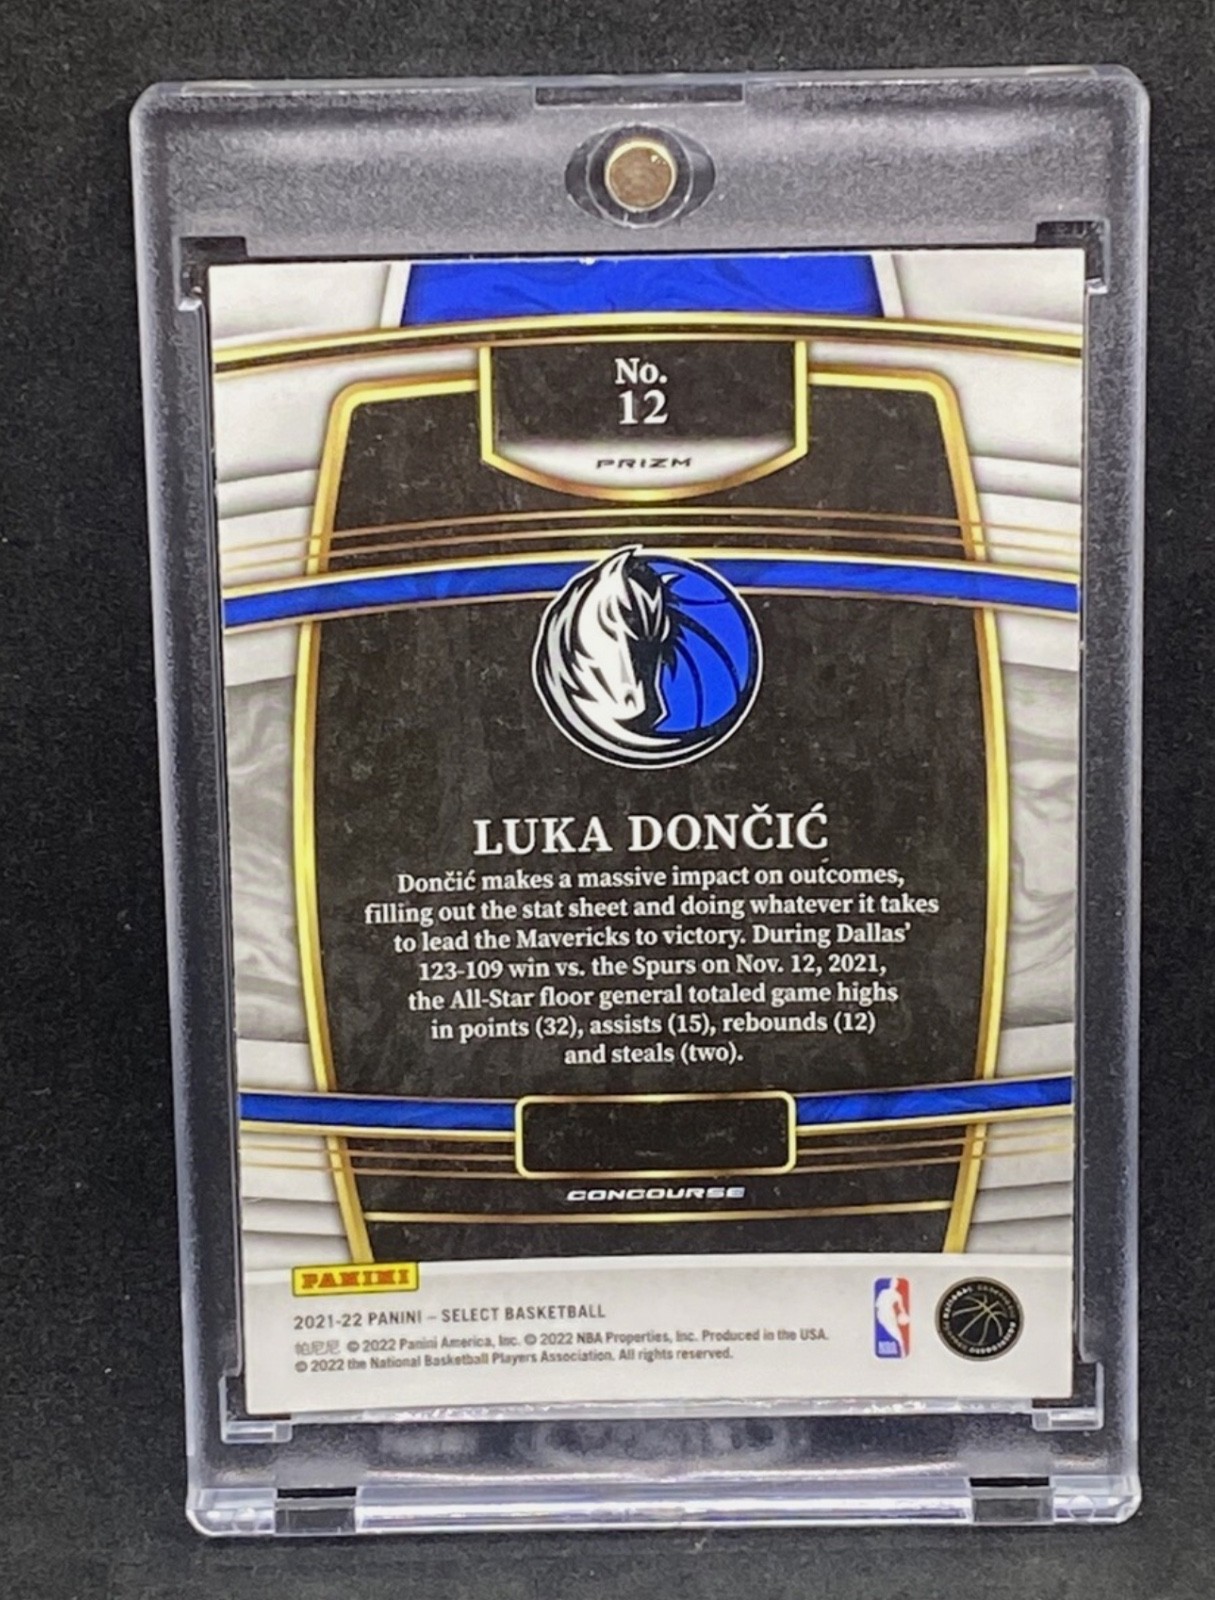 No.
12
PRIZM
LUKA DONČIĆ
Dončić makes a massive impact on outcomes,
filling out the stat sheet and doing whatever it takes
to lead the Mavericks to victory. During Dallas’
123-109 win vs. the Spurs on Nov. 12, 2021,
the All-Star floor general totaled game highs
in points (32), assists (15), rebounds (12)
and steals (two).
CONCOURSE
PANINI
2021-22 PANINI – SELECT BASKETBALL
帕尼尼 © 2022 Panini America, Inc. © 2022 NBA Properties, Inc. Produced in the USA.
© 2022 the National Basketball Players Association. All rights reserved.
NBA